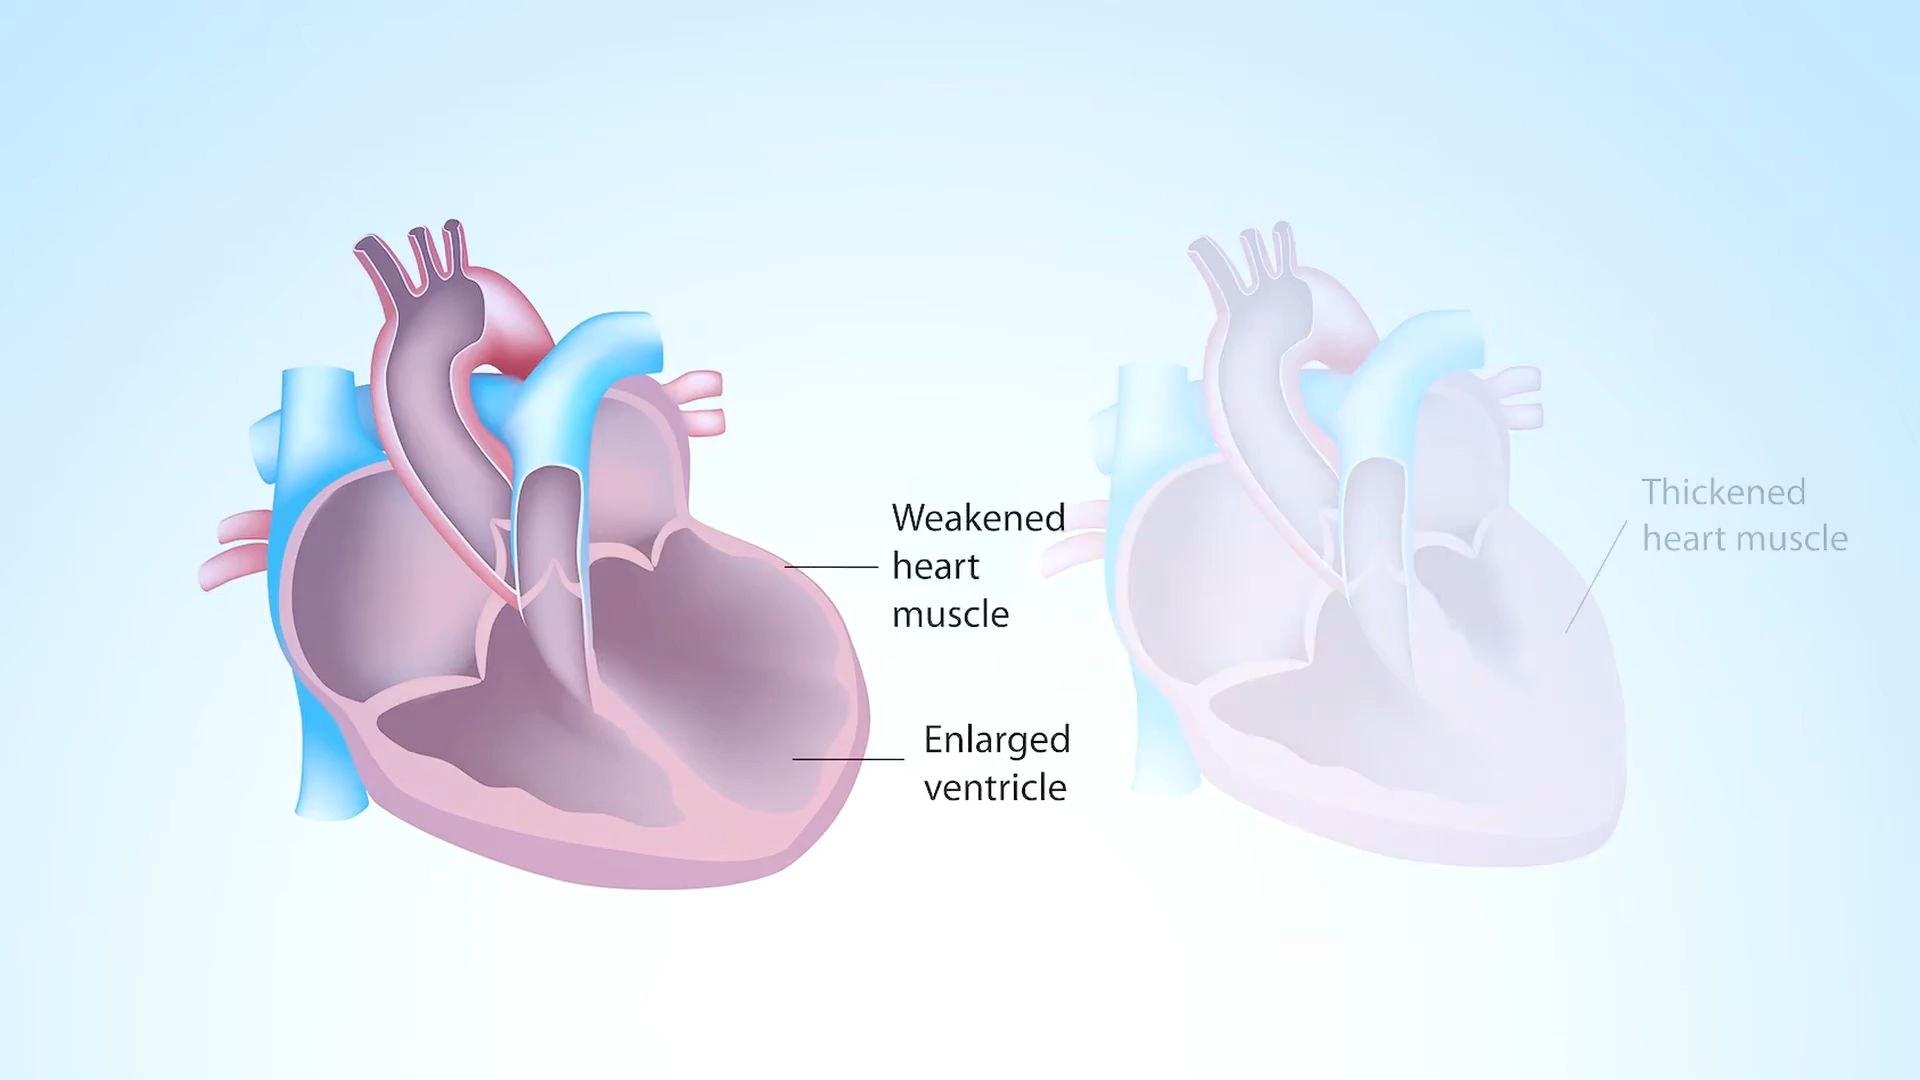 Weakened
heart
muscle
Enlarged
ventricle
Thickened
heart muscle